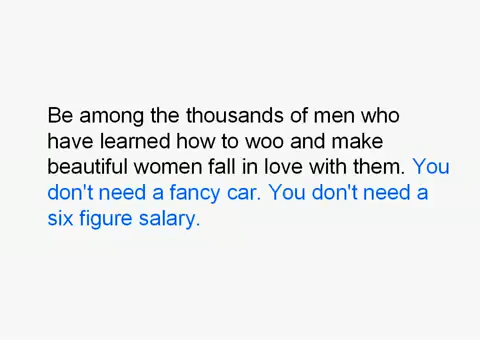 Be among the thousands of men who
have learned how to woo and make
beautiful women fall in love with them. You
don't need a fancy car. You don't need a
six figure salary.